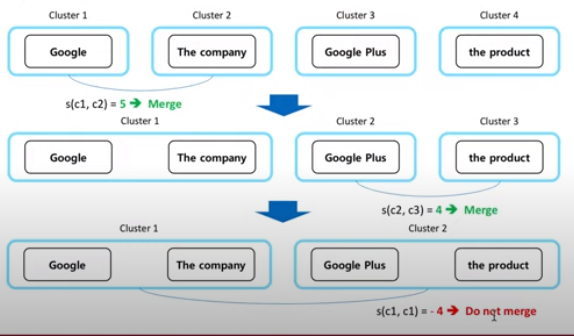 Cluster 1 Cluster 2 Cluster 3 Cluster 4
Google The company Google Plus the product
s(c1, c2) = 5 ➔ Merge
Cluster 1 Cluster 2 Cluster 3
Google The company Google Plus the product
s(c2, c3) = 4 ➔ Merge
Cluster 1 Cluster 2
Google The company Google Plus the product
s(c1, c1) = - 4 ➔ Do not merge